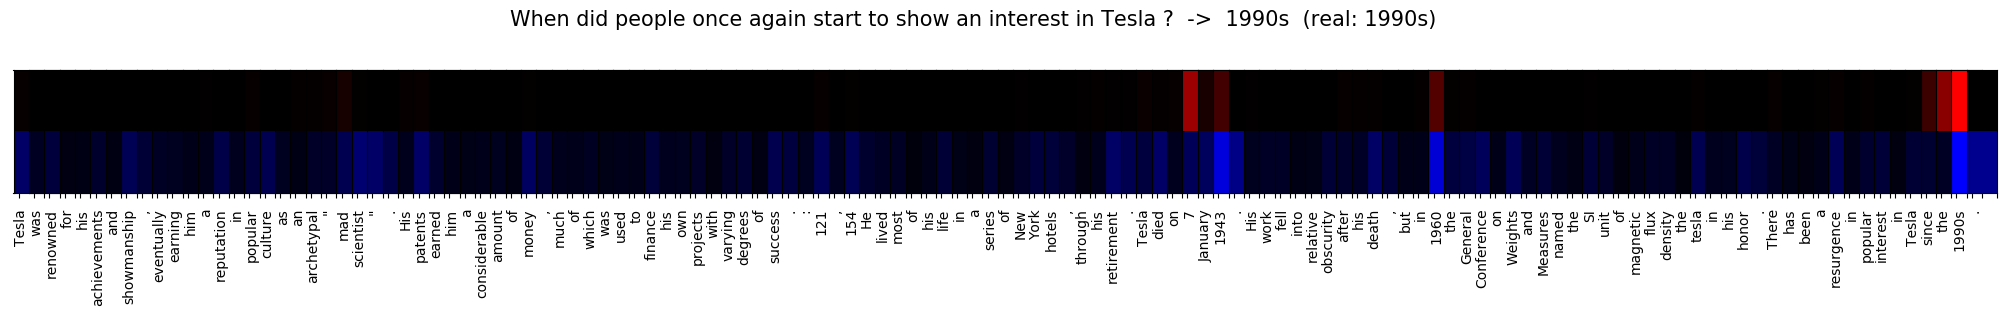 When did people once again start to show an interest in Tesla ?  ->  1990s  (real: 1990s)
Tesla
was
renowned
for
his
achievements
and
showmanship
,
eventually
earning
him
a
reputation
in
popular
culture
as
an
archetypal
"
mad
scientist
"
.
His
patents
earned
him
a
considerable
amount
of
money
,
much
of
which
was
used
to
finance
his
own
projects
with
varying
degrees
of
success
.
:
121
,
154
He
lived
most
of
his
life
in
a
series
of
New
York
hotels
,
through
his
retirement
.
Tesla
died
on
7
January
1943
.
His
work
fell
into
relative
obscurity
after
his
death
,
but
in
1960
the
General
Conference
on
Weights
and
Measures
named
the
SI
unit
of
magnetic
flux
density
the
tesla
in
his
honor
.
There
has
been
a
resurgence
in
popular
interest
in
Tesla
since
the
1990s
.